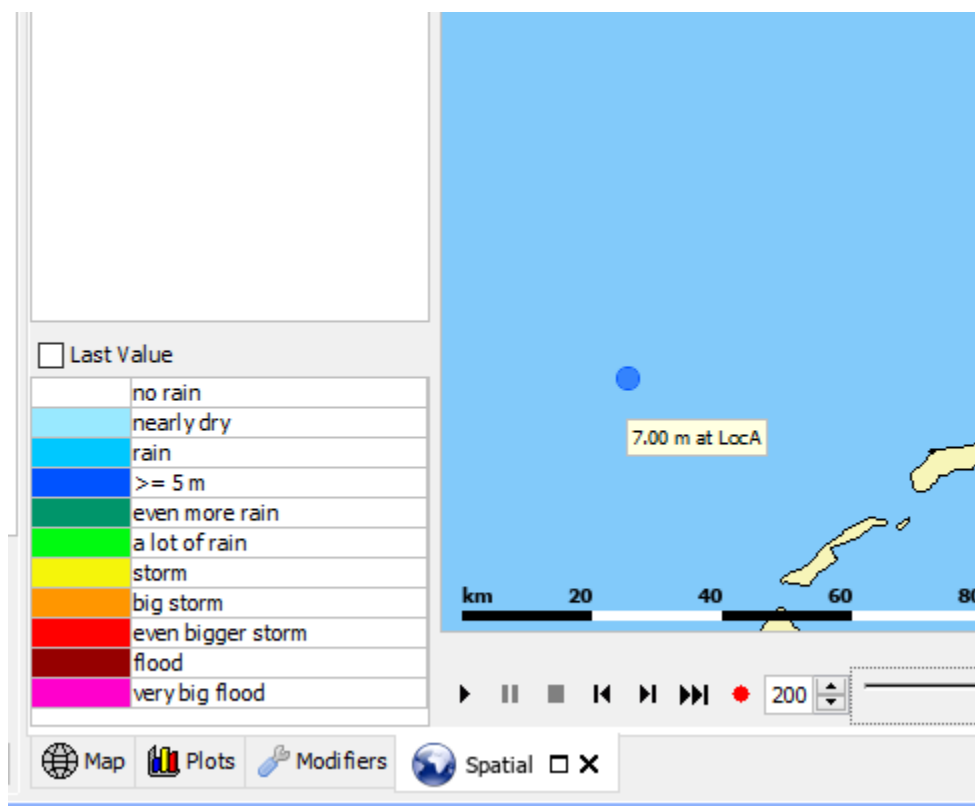 Last Value
no rain
nearly dry
rain
>= 5 m
even more rain
a lot of rain
storm
big storm
even bigger storm
flood
very big flood
7.00 m at LocA
km 20 40 60 80
200
Map Plots Modifiers Spatial